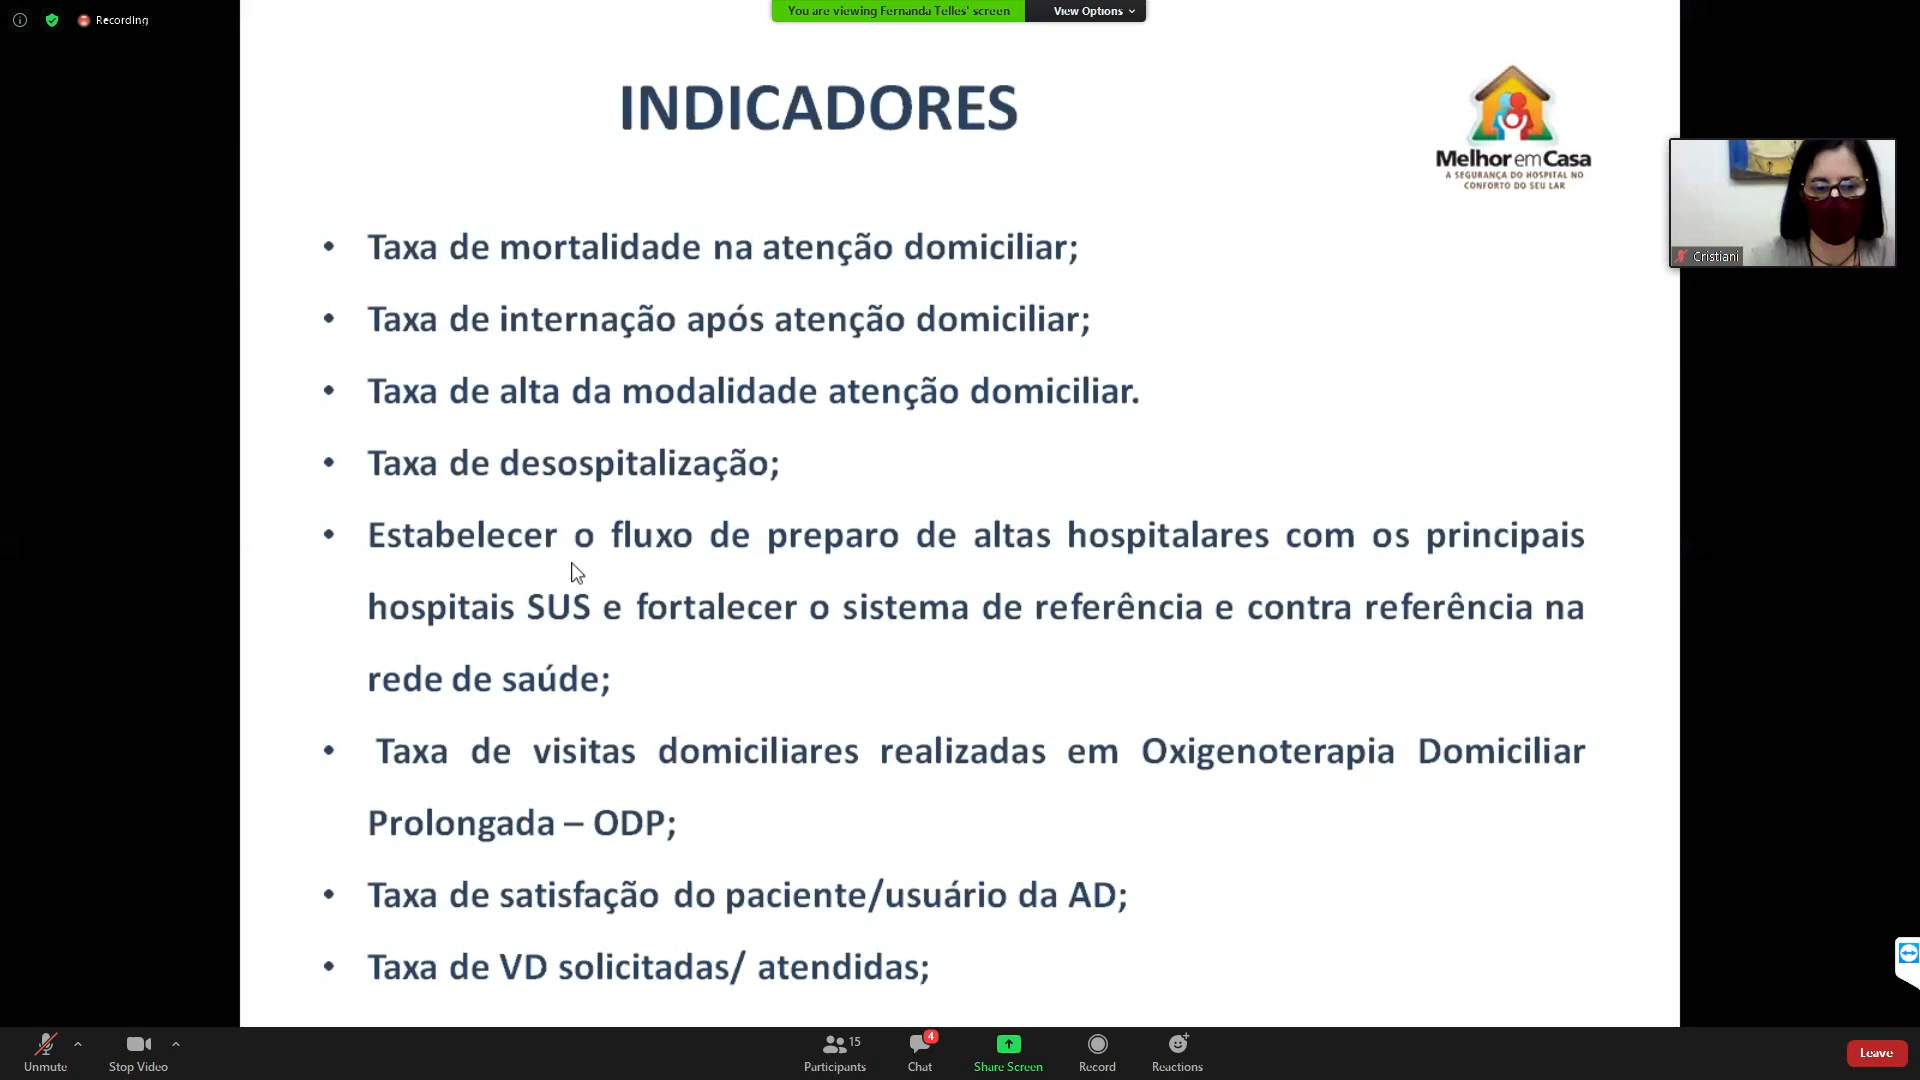 Recording
You are viewing Fernanda Telles' screen
View Options
INDICADORES
Melhor em Casa
A SEGURANÇA DO HOSPITAL NO
CONFORTO DO SEU LAR
Cristiani
• Taxa de mortalidade na atenção domiciliar;
• Taxa de internação após atenção domiciliar;
• Taxa de alta da modalidade atenção domiciliar.
• Taxa de desospitalização;
• Estabelecer o fluxo de preparo de altas hospitalares com os principais
hospitais SUS e fortalecer o sistema de referência e contra referência na
rede de saúde;
• Taxa de visitas domiciliares realizadas em Oxigenoterapia Domiciliar
Prolongada – ODP;
• Taxa de satisfação do paciente/usuário da AD;
• Taxa de VD solicitadas/ atendidas;
Unmute
Stop Video
15
Participants
4
Chat
Share Screen
Record
Reactions
Leave